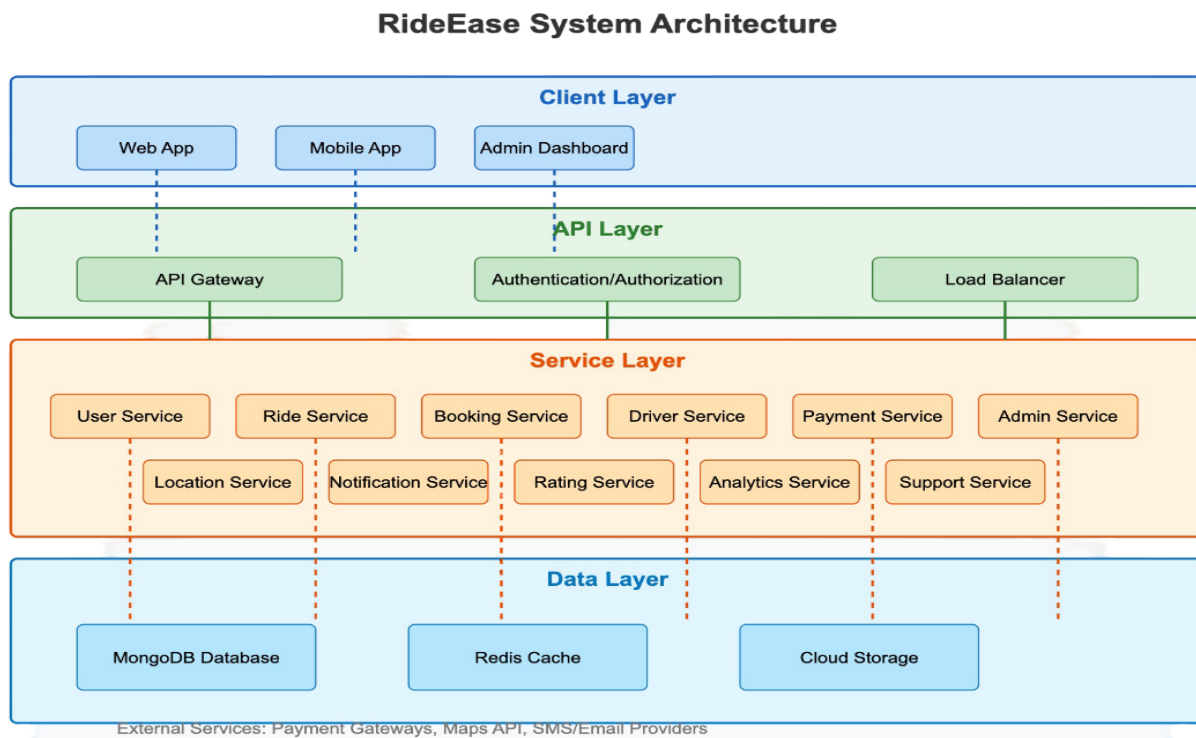 RideEase System Architecture
Client Layer
Web App
Mobile App
Admin Dashboard
API Layer
API Gateway
Authentication/Authorization
Load Balancer
Service Layer
User Service
Ride Service
Booking Service
Driver Service
Payment Service
Admin Service
Location Service
Notification Service
Rating Service
Analytics Service
Support Service
Data Layer
MongoDB Database
Redis Cache
Cloud Storage
External Services: Payment Gateways, Maps API, SMS/Email Providers